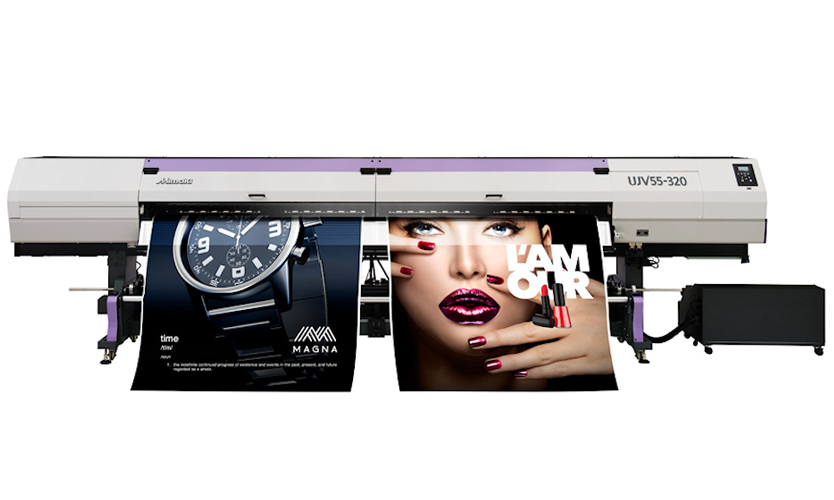 Mimaki
UJV55-320
L'AM
OUR
time
/tīm/
noun
MAGNA
1. the indefinite continued progress of existence and events in the past, present, and future
regarded as a whole